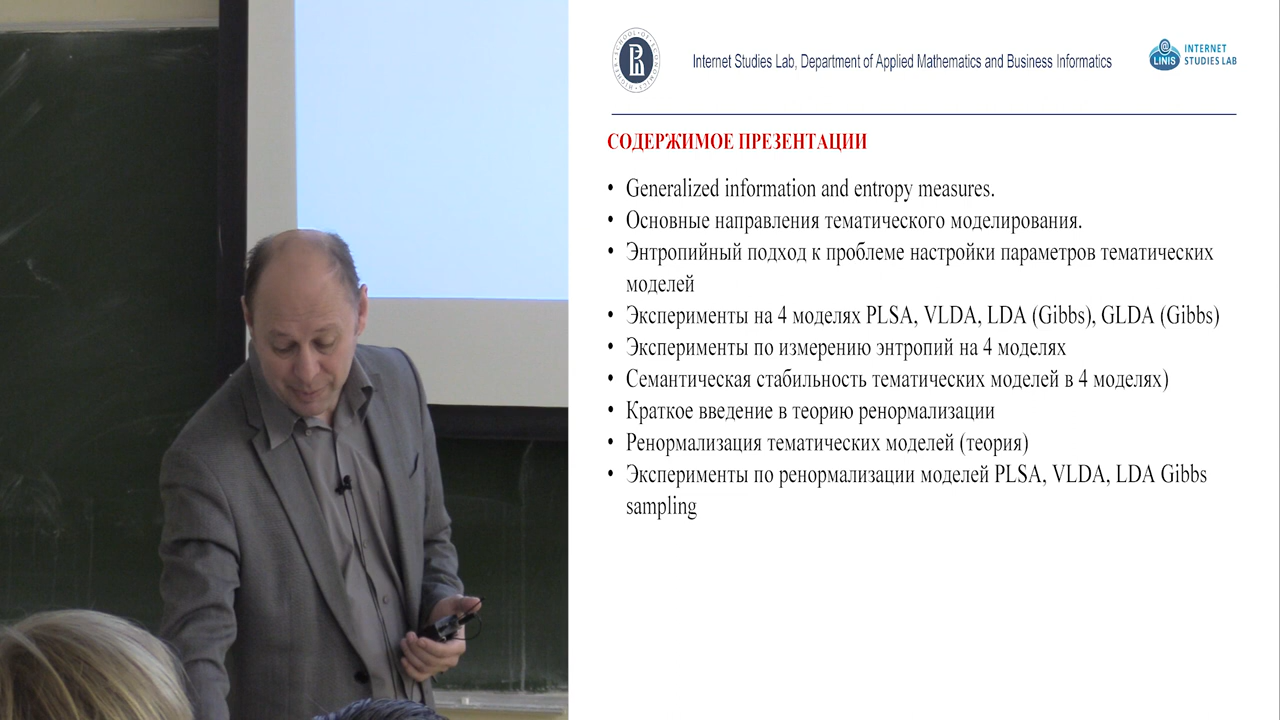 Internet Studies Lab, Department of Applied Mathematics and Business Informatics
INTERNET
STUDIES LAB
LINIS
СОДЕРЖИМОЕ ПРЕЗЕНТАЦИИ
• Generalized information and entropy measures.
• Основные направления тематического моделирования.
• Энтропийный подход к проблеме настройки параметров тематических
моделей
• Эксперименты на 4 моделях PLSA, VLDA, LDA (Gibbs), GLDA (Gibbs)
• Эксперименты по измерению энтропий на 4 моделях
• Семантическая стабильность тематических моделей в 4 моделях)
• Краткое введение в теорию ренормализации
• Ренормализация тематических моделей (теория)
• Эксперименты по ренормализации моделей PLSA, VLDA, LDA Gibbs
sampling